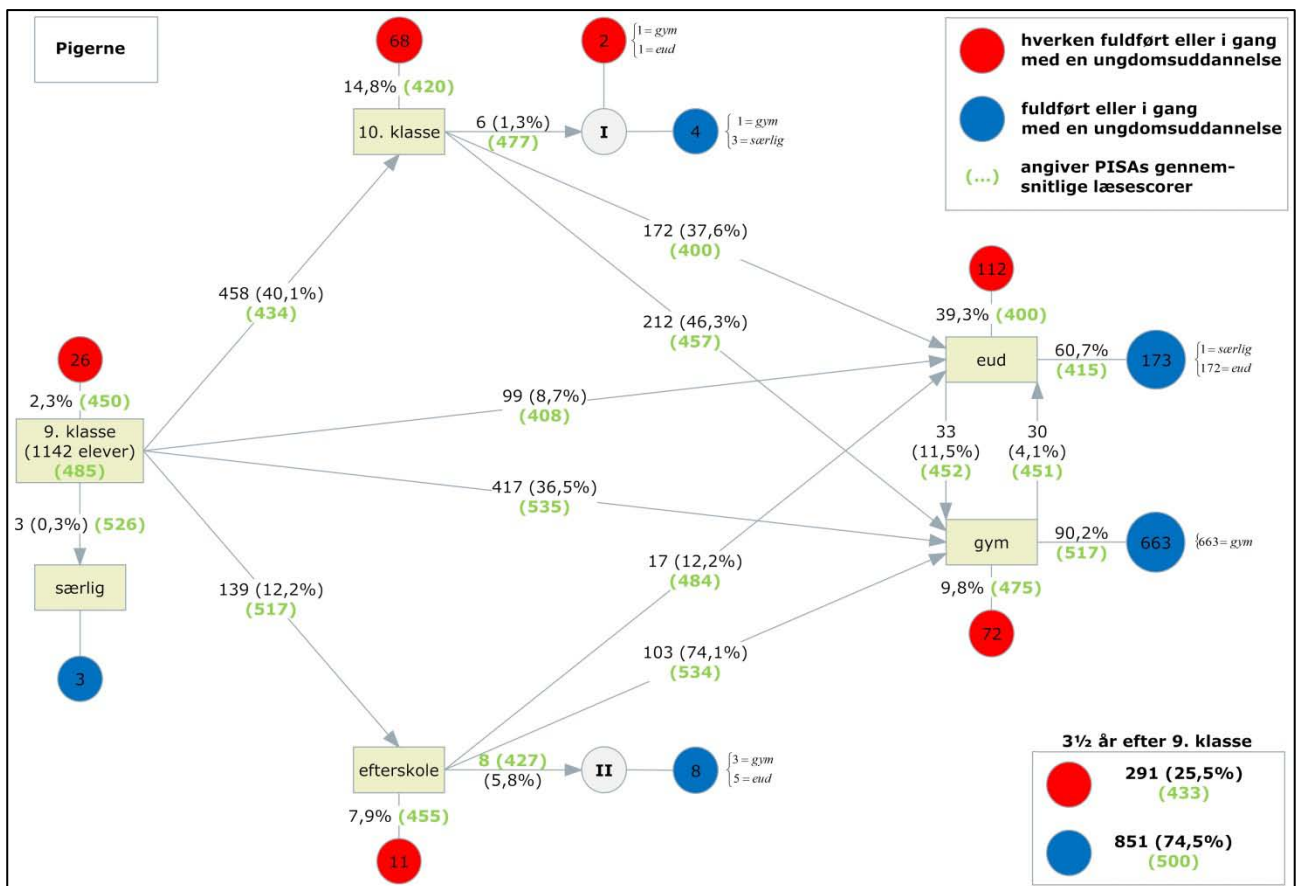 Pigerne
68
14,8% (420)
10. klasse
6 (1,3%)
(477)
2
1= gym
1= eud
I
4
1= gym
3= særlig
hverken fuldført eller i gang
med en ungdomsuddannelse
fuldført eller i gang
med en ungdomsuddannelse
(...)
angiver PISAs gennem-
snitlige læsescorer
458 (40,1%)
(434)
172 (37,6%)
(400)
212 (46,3%)
(457)
112
39,3% (400)
eud
60,7%
(415)
173
1= særlig
172= eud
26
2,3% (450)
9. klasse
(1142 elever)
(485)
99 (8,7%)
(408)
417 (36,5%)
(535)
33
(11,5%)
(452)
30
(4,1%)
(451)
3 (0,3%) (526)
særlig
3
139 (12,2%)
(517)
17 (12,2%)
(484)
103 (74,1%)
(534)
gym
90,2%
(517)
663
663= gym
9,8% (475)
72
efterskole
8 (427)
(5,8%)
II
8
3= gym
5= eud
7,9% (455)
11
3½ år efter 9. klasse
291 (25,5%)
(433)
851 (74,5%)
(500)